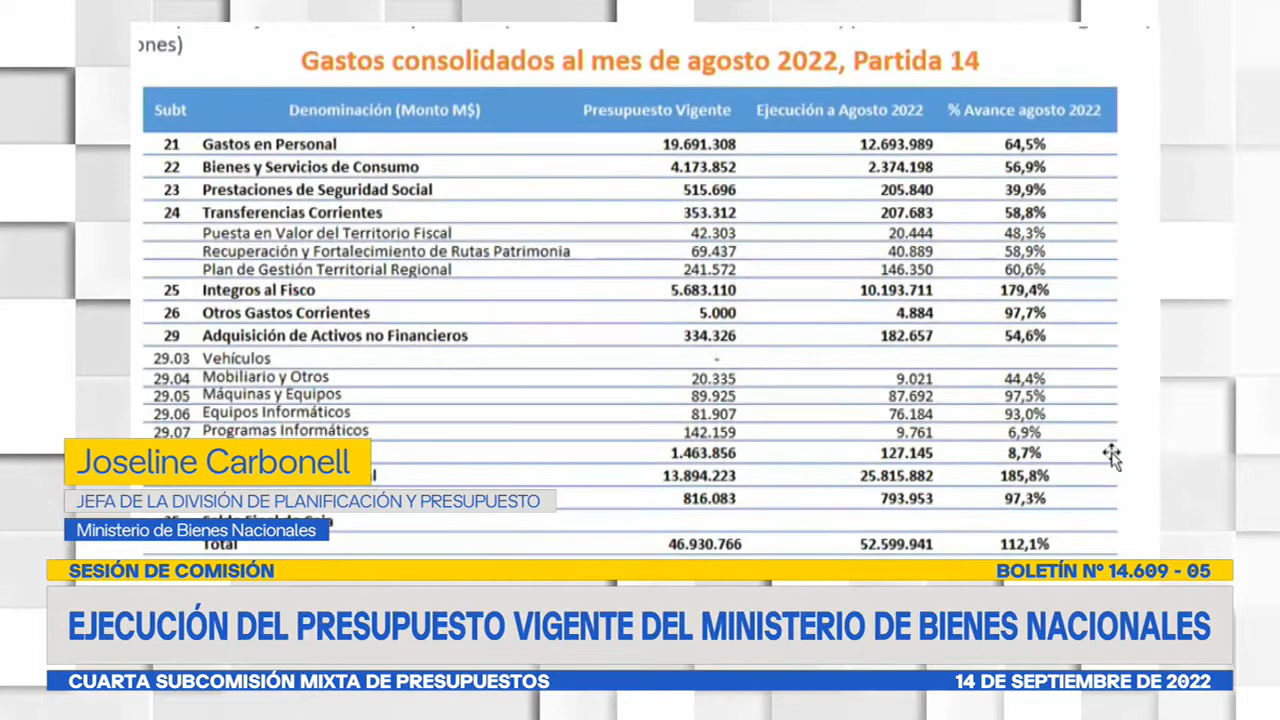 ones)
Gastos consolidados al mes de agosto 2022, Partida 14
Subt Denominación (Monto M$) Presupuesto Vigente Ejecución a Agosto 2022 % Avance agosto 2022
21 Gastos en Personal 19.691.308 12.693.989 64,5%
22 Bienes y Servicios de Consumo 4.173.852 2.374.198 56,9%
23 Prestaciones de Seguridad Social 515.696 205.840 39,9%
24 Transferencias Corrientes 353.312 207.683 58,8%
Puesta en Valor del Territorio Fiscal 42.303 20.444 48,3%
Recuperación y Fortalecimiento de Rutas Patrimonia 69.437 40.889 58,9%
Plan de Gestión Territorial Regional 241.572 146.350 60,6%
25 Integros al Fisco 5.683.110 10.193.711 179,4%
26 Otros Gastos Corrientes 5.000 4.884 97,7%
29 Adquisición de Activos no Financieros 334.326 182.657 54,6%
29.03 Vehículos -
29.04 Mobiliario y Otros 20.335 9.021 44,4%
29.05 Máquinas y Equipos 89.925 87.692 97,5%
29.06 Equipos Informáticos 81.907 76.184 93,0%
29.07 Programas Informáticos 142.159 9.761 6,9%
1.463.856 127.145 8,7%
l 13.894.223 25.815.882 185,8%
816.083 793.953 97,3%
Total 46.930.766 52.599.941 112,1%
Joseline Carbonell
JEFA DE LA DIVISIÓN DE PLANIFICACIÓN Y PRESUPUESTO
Ministerio de Bienes Nacionales
SESIÓN DE COMISIÓN BOLETÍN Nº 14.609 - 05
EJECUCIÓN DEL PRESUPUESTO VIGENTE DEL MINISTERIO DE BIENES NACIONALES
CUARTA SUBCOMISIÓN MIXTA DE PRESUPUESTOS 14 DE SEPTIEMBRE DE 2022